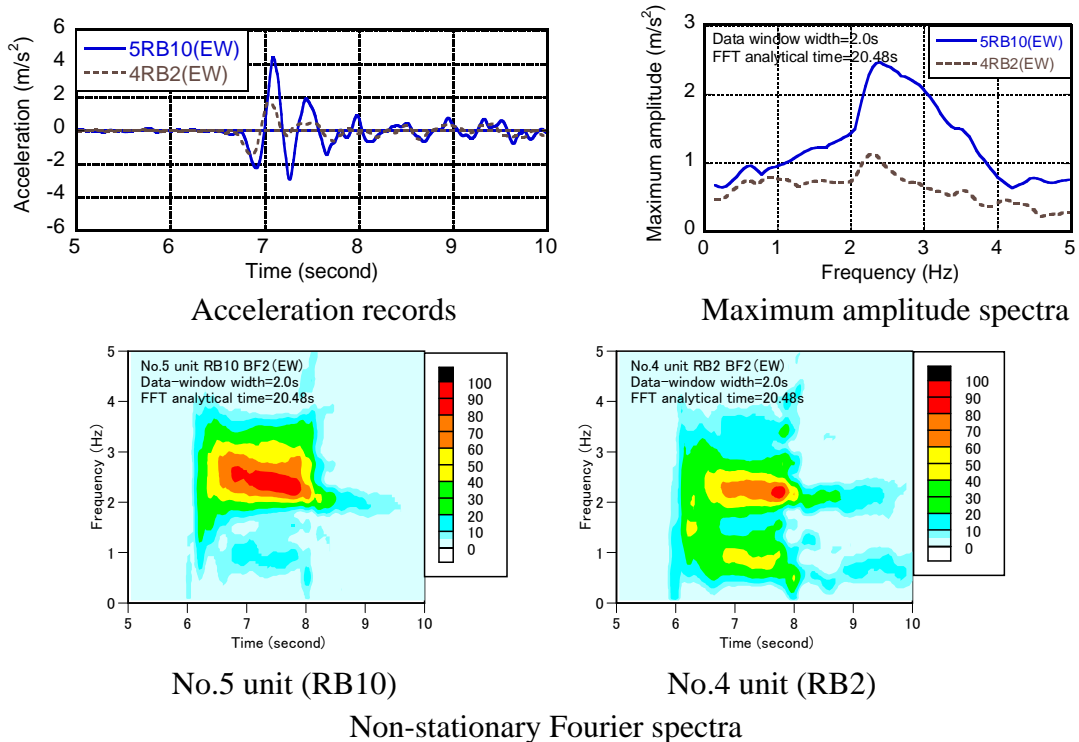 Acceleration (m/s2)
6
4
2
0
-2
-4
-6
5RB10(EW)
4RB2(EW)
5 6 7 8 9 10
Time (second)
Acceleration records
Maximum amplitude (m/s2)
3
2
1
0
Data window width=2.0s
FFT analytical time=20.48s
5RB10(EW)
4RB2(EW)
0 1 2 3 4 5
Frequency (Hz)
Maximum amplitude spectra
Frequency (Hz)
5
4
3
2
1
0
No.5 unit RB10 BF2(EW)
Data-window width=2.0s
FFT analytical time=20.48s
5 6 7 8 9 10
Time (second)
100
90
80
70
60
50
40
30
20
10
0
No.5 unit (RB10)
Frequency (Hz)
5
4
3
2
1
0
No.4 unit RB2 BF2(EW)
Data-window width=2.0s
FFT analytical time=20.48s
5 6 7 8 9 10
Time (second)
100
90
80
70
60
50
40
30
20
10
0
No.4 unit (RB2)
Non-stationary Fourier spectra